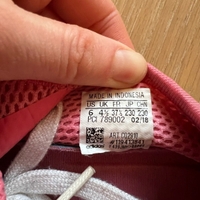 MADE IN INDONESIA
US UK FR JP CHN
6 4½ 37⅓ 230 230
PCI 789002 02/18